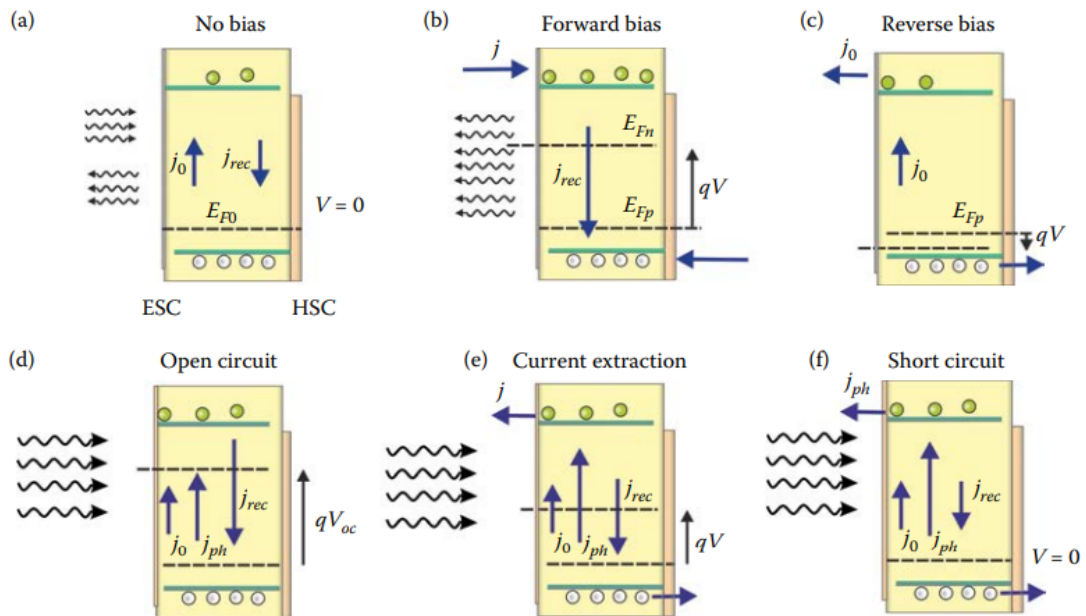 (a) No bias
j0 jrec
EF0
V = 0
ESC HSC
(b) Forward bias
j
EFn
jrec
qV
EFp
(c) Reverse bias
j0
j0
EFp
qV
(d) Open circuit
jrec
j0 jph
qVoc
(e) Current extraction
j
jrec
j0 jph
qV
(f) Short circuit
jph
jrec
j0 jph
V = 0